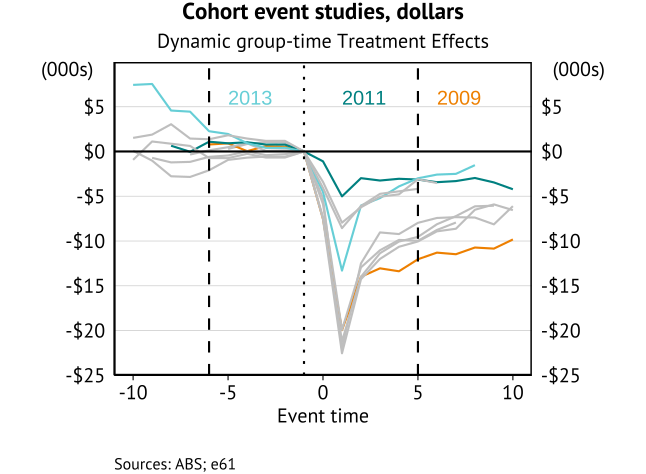 Cohort event studies, dollars
Dynamic group-time Treatment Effects
(000s) (000s)
2013 2011 2009
$5 $5
$0 $0
-$5 -$5
-$10 -$10
-$15 -$15
-$20 -$20
-$25 -$25
-10 -5 0 5 10
Event time
Sources: ABS; e61